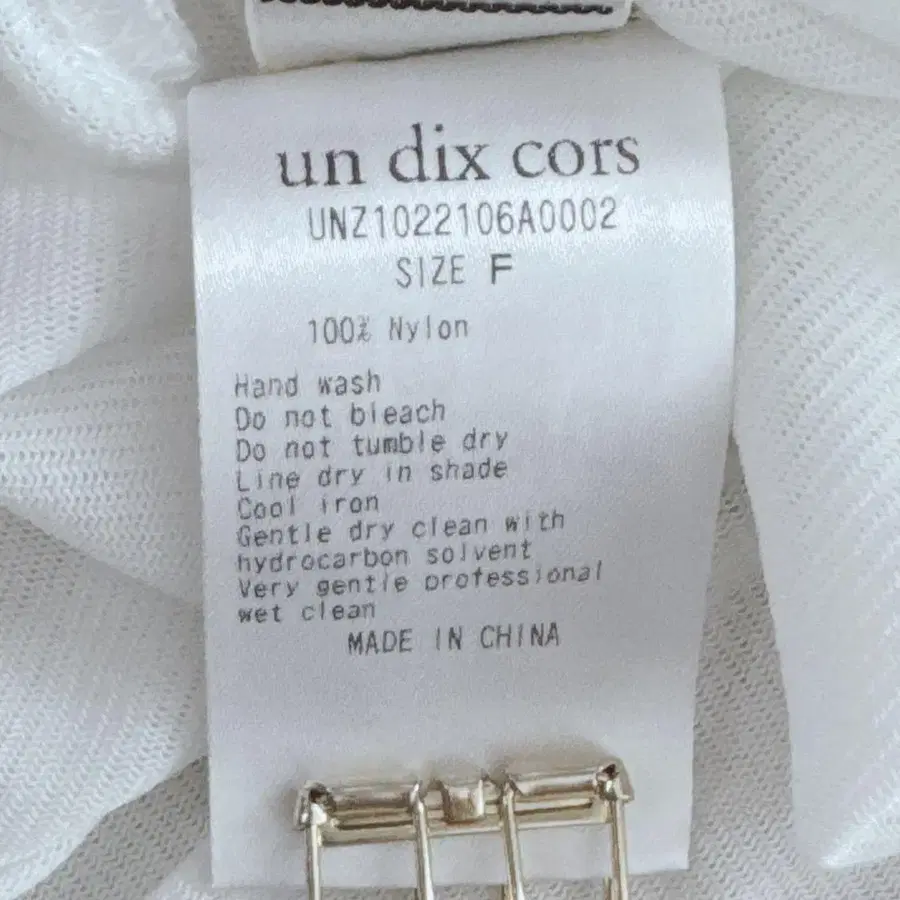 un dix cors
UNZ1022106A0002
SIZE F
100% Nylon
Hand wash
Do not bleach
Do not tumble dry
Line dry in shade
Cool iron
Gentle dry clean with
hydrocarbon solvent
Very gentle professional
wet clean
MADE IN CHINA